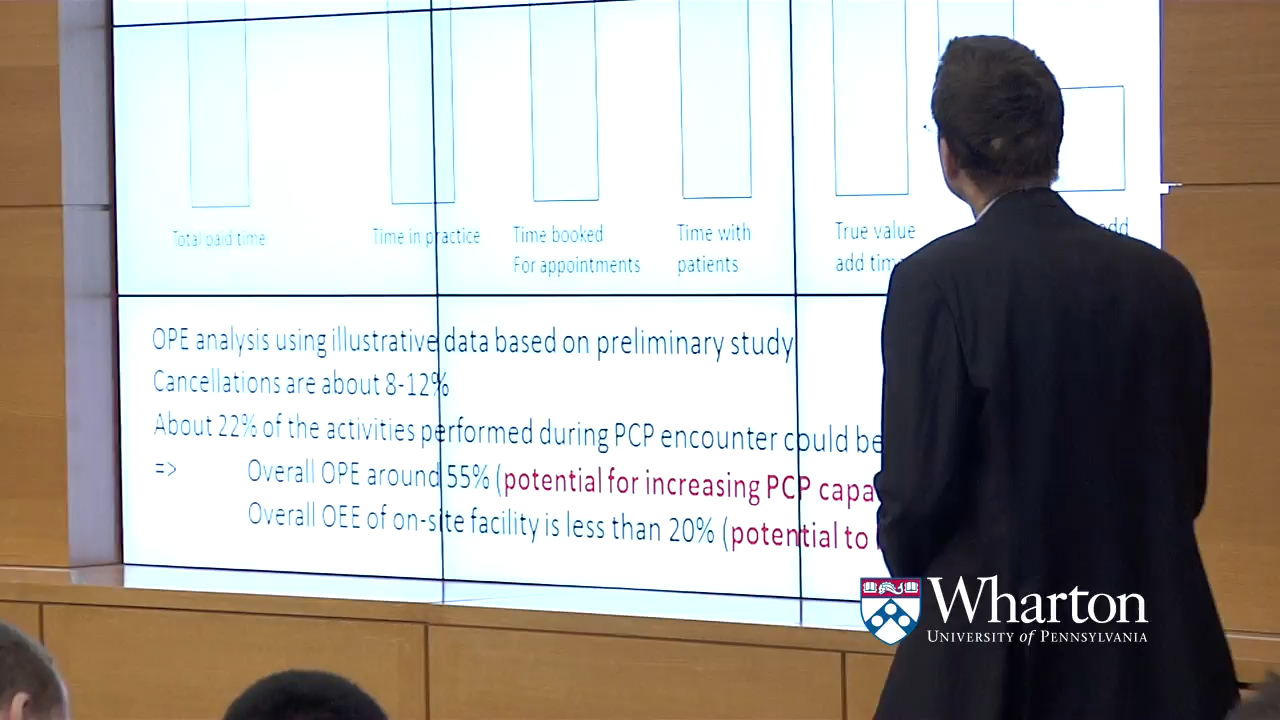 Total paid time
Time in practice
Time booked
For appointments
Time with
patients
True value
add
add
OPE analysis using illustrative data based on preliminary study
Cancellations are about 8-12%
About 22% of the activities performed during PCP encounter could be
=> Overall OPE around 55% (potential for increasing PCP
Overall OEE of on-site facility is less than 20% (potential to
Wharton
UNIVERSITY of PENNSYLVANIA